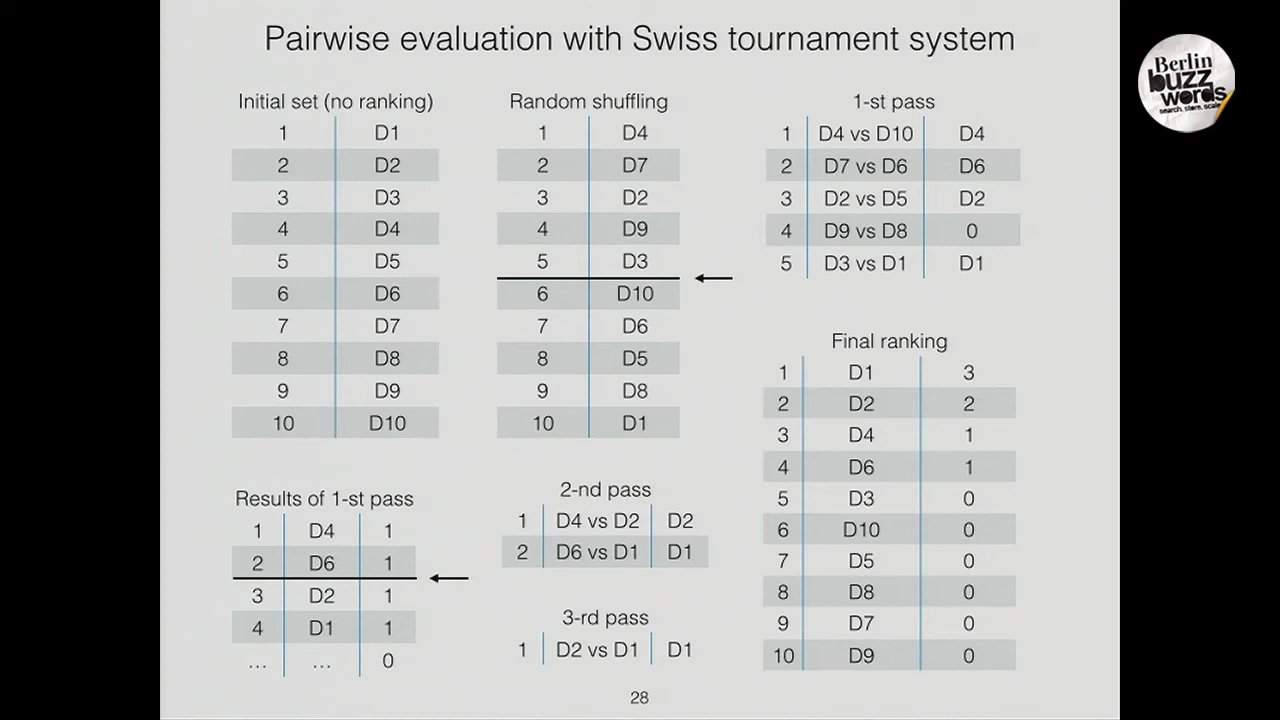 Pairwise evaluation with Swiss tournament system
Berlin
buzz
words
search. store. scale.
Initial set (no ranking)
1 D1
2 D2
3 D3
4 D4
5 D5
6 D6
7 D7
8 D8
9 D9
10 D10
Random shuffling
1 D4
2 D7
3 D2
4 D9
5 D3
6 D10
7 D6
8 D5
9 D8
10 D1
1-st pass
1 D4 vs D10 D4
2 D7 vs D6 D6
3 D2 vs D5 D2
4 D9 vs D8 0
5 D3 vs D1 D1
Results of 1-st pass
1 D4 1
2 D6 1
3 D2 1
4 D1 1
... ... 0
2-nd pass
1 D4 vs D2 D2
2 D6 vs D1 D1
3-rd pass
1 D2 vs D1 D1
Final ranking
1 D1 3
2 D2 2
3 D4 1
4 D6 1
5 D3 0
6 D10 0
7 D5 0
8 D8 0
9 D7 0
10 D9 0
28